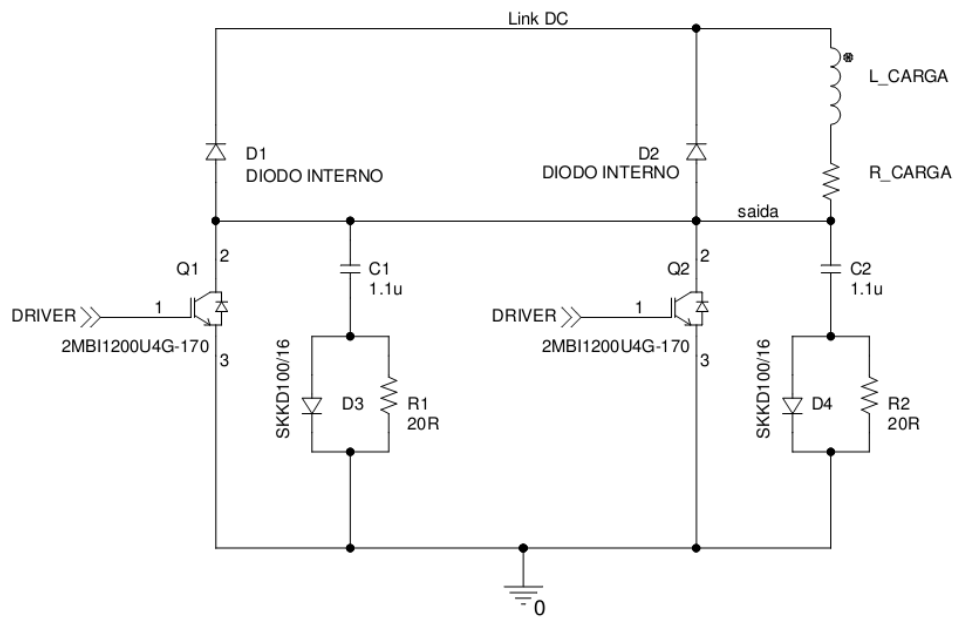 Link DC
L_CARGA
D1
DIODO INTERNO
D2
DIODO INTERNO
R_CARGA
saida
2
Q1
C1
1.1u
2
Q2
C2
1.1u
DRIVER
1
2MBI1200U4G-170
3
DRIVER
1
2MBI1200U4G-170
3
SKKD100/16
D3
R1
20R
SKKD100/16
D4
R2
20R
0